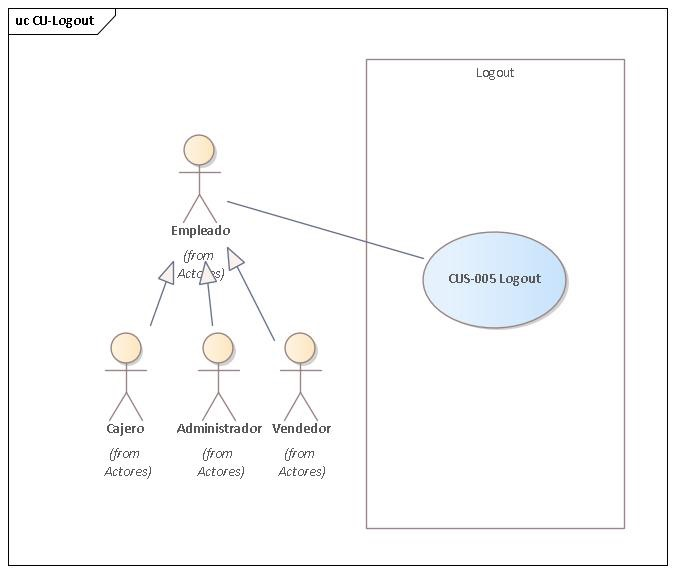 uc CU-Logout
Logout
Empleado
(from
Actores)
CUS-005 Logout
Cajero
Administrador
Vendedor
(from
(from
(from
Actores)
Actores)
Actores)